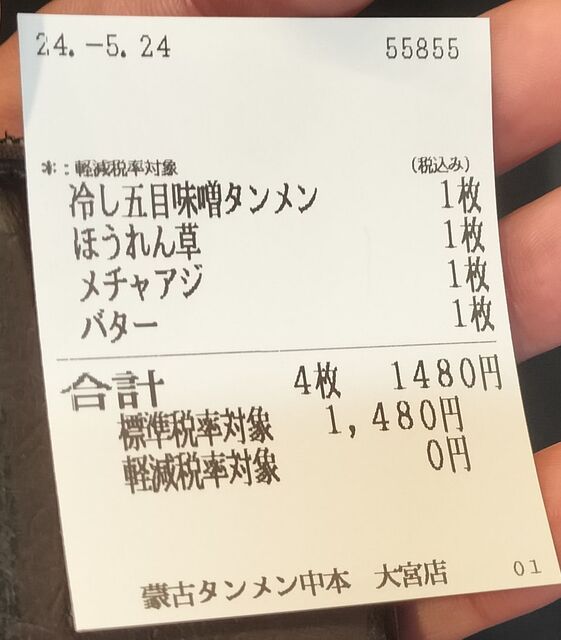 24.-5.24 55855
*:軽減税率対象 (税込み)
冷し五目味噌タンメン 1枚
ほうれん草 1枚
メチャアジ 1枚
バター 1枚
合計 4枚 1480円
標準税率対象 1,480円
軽減税率対象 0円
蒙古タンメン中本 大宮店 01